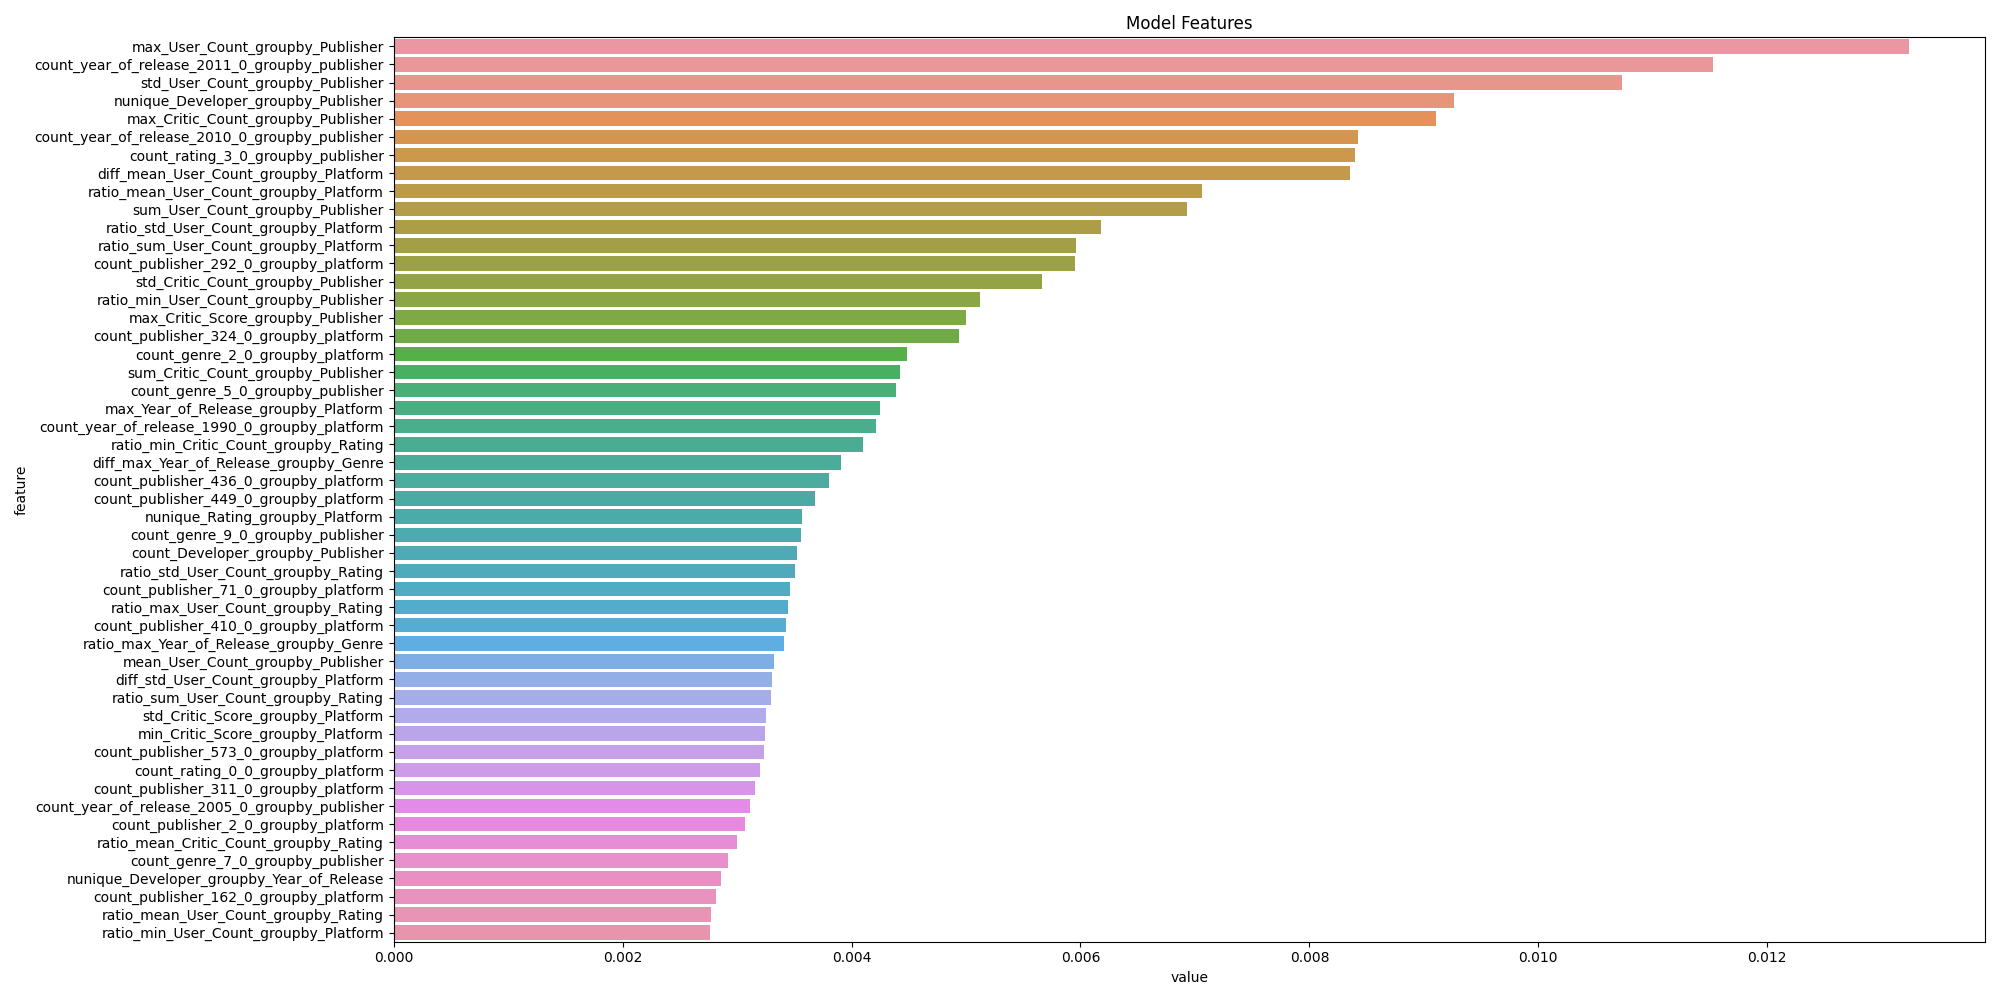 Model Features
max_User_Count_groupby_Publisher
count_year_of_release_2011_0_groupby_publisher
std_User_Count_groupby_Publisher
nunique_Developer_groupby_Publisher
max_Critic_Count_groupby_Publisher
count_year_of_release_2010_0_groupby_publisher
count_rating_3_0_groupby_publisher
diff_mean_User_Count_groupby_Platform
ratio_mean_User_Count_groupby_Platform
sum_User_Count_groupby_Publisher
ratio_std_User_Count_groupby_Platform
ratio_sum_User_Count_groupby_Platform
count_publisher_292_0_groupby_platform
std_Critic_Count_groupby_Publisher
ratio_min_User_Count_groupby_Publisher
max_Critic_Score_groupby_Publisher
count_publisher_324_0_groupby_platform
count_genre_2_0_groupby_platform
sum_Critic_Count_groupby_Publisher
count_genre_5_0_groupby_publisher
max_Year_of_Release_groupby_Platform
count_year_of_release_1990_0_groupby_platform
ratio_min_Critic_Count_groupby_Rating
diff_max_Year_of_Release_groupby_Genre
count_publisher_436_0_groupby_platform
count_publisher_449_0_groupby_platform
nunique_Rating_groupby_Platform
count_genre_9_0_groupby_publisher
count_Developer_groupby_Publisher
ratio_std_User_Count_groupby_Rating
count_publisher_71_0_groupby_platform
ratio_max_User_Count_groupby_Rating
count_publisher_410_0_groupby_platform
ratio_max_Year_of_Release_groupby_Genre
mean_User_Count_groupby_Publisher
diff_std_User_Count_groupby_Platform
ratio_sum_User_Count_groupby_Rating
std_Critic_Score_groupby_Platform
min_Critic_Score_groupby_Platform
count_publisher_573_0_groupby_platform
count_rating_0_0_groupby_platform
count_publisher_311_0_groupby_platform
count_year_of_release_2005_0_groupby_publisher
count_publisher_2_0_groupby_platform
ratio_mean_Critic_Count_groupby_Rating
count_genre_7_0_groupby_publisher
nunique_Developer_groupby_Year_of_Release
count_publisher_162_0_groupby_platform
ratio_mean_User_Count_groupby_Rating
ratio_min_User_Count_groupby_Platform
feature
0.000 0.002 0.004 0.006 0.008 0.010 0.012
value